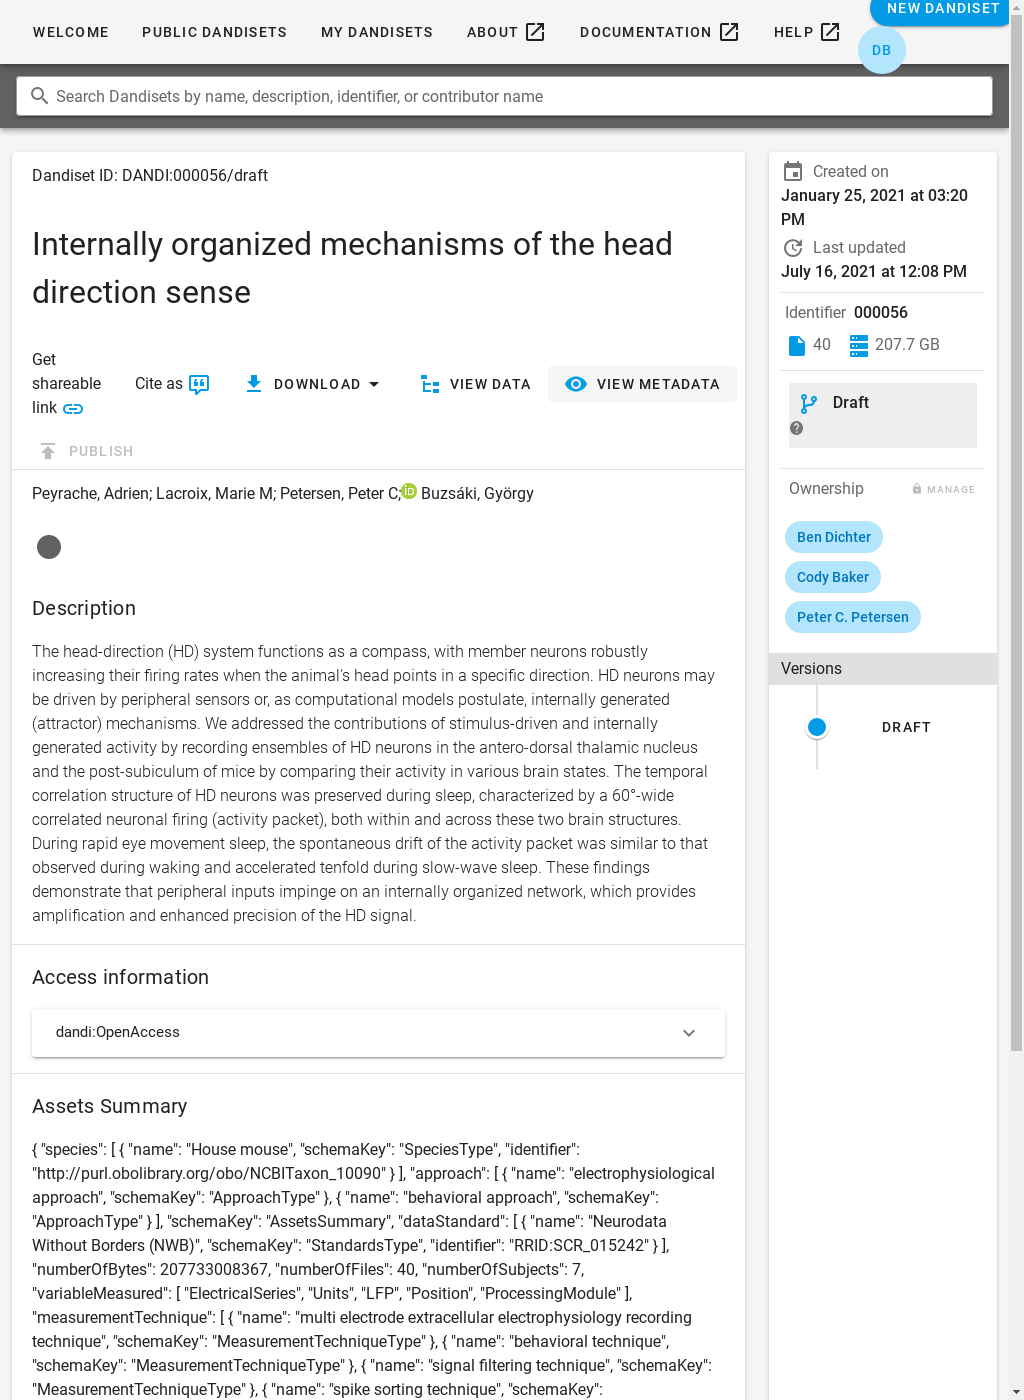 WELCOME PUBLIC DANDISETS MY DANDISETS ABOUT DOCUMENTATION HELP NEW DANDISET
DB
Search Dandisets by name, description, identifier, or contributor name
Dandiset ID: DANDI:000056/draft
Internally organized mechanisms of the head
direction sense
Get
shareable
link
Cite as
DOWNLOAD
VIEW DATA
VIEW METADATA
PUBLISH
Peyrache, Adrien; Lacroix, Marie M; Petersen, Peter C; iD Buzsáki, György
Description
The head-direction (HD) system functions as a compass, with member neurons robustly
increasing their firing rates when the animal's head points in a specific direction. HD neurons may
be driven by peripheral sensors or, as computational models postulate, internally generated
(attractor) mechanisms. We addressed the contributions of stimulus-driven and internally
generated activity by recording ensembles of HD neurons in the antero-dorsal thalamic nucleus
and the post-subiculum of mice by comparing their activity in various brain states. The temporal
correlation structure of HD neurons was preserved during sleep, characterized by a 60°-wide
correlated neuronal firing (activity packet), both within and across these two brain structures.
During rapid eye movement sleep, the spontaneous drift of the activity packet was similar to that
observed during waking and accelerated tenfold during slow-wave sleep. These findings
demonstrate that peripheral inputs impinge on an internally organized network, which provides
amplification and enhanced precision of the HD signal.
Access information
dandi:OpenAccess
Assets Summary
{ "species": [ { "name": "House mouse", "schemaKey": "SpeciesType", "identifier":
"http://purl.obolibrary.org/obo/NCBITaxon_10090" } ], "approach": [ { "name": "electrophysiological
approach", "schemaKey": "ApproachType" }, { "name": "behavioral approach", "schemaKey":
"ApproachType" } ], "schemaKey": "AssetsSummary", "dataStandard": [ { "name": "Neurodata
Without Borders (NWB)", "schemaKey": "StandardsType", "identifier": "RRID:SCR_015242" } ],
"numberOfBytes": 207733008367, "numberOfFiles": 40, "numberOfSubjects": 7,
"variableMeasured": [ "ElectricalSeries", "Units", "LFP", "Position", "ProcessingModule" ],
"measurementTechnique": [ { "name": "multi electrode extracellular electrophysiology recording
technique", "schemaKey": "MeasurementTechniqueType" }, { "name": "behavioral technique",
"schemaKey": "MeasurementTechniqueType" }, { "name": "signal filtering technique", "schemaKey":
"MeasurementTechniqueType" }, { "name": "spike sorting technique", "schemaKey":
Created on
January 25, 2021 at 03:20
PM
Last updated
July 16, 2021 at 12:08 PM
Identifier 000056
40 207.7 GB
Draft
?
Ownership MANAGE
Ben Dichter
Cody Baker
Peter C. Petersen
Versions
DRAFT